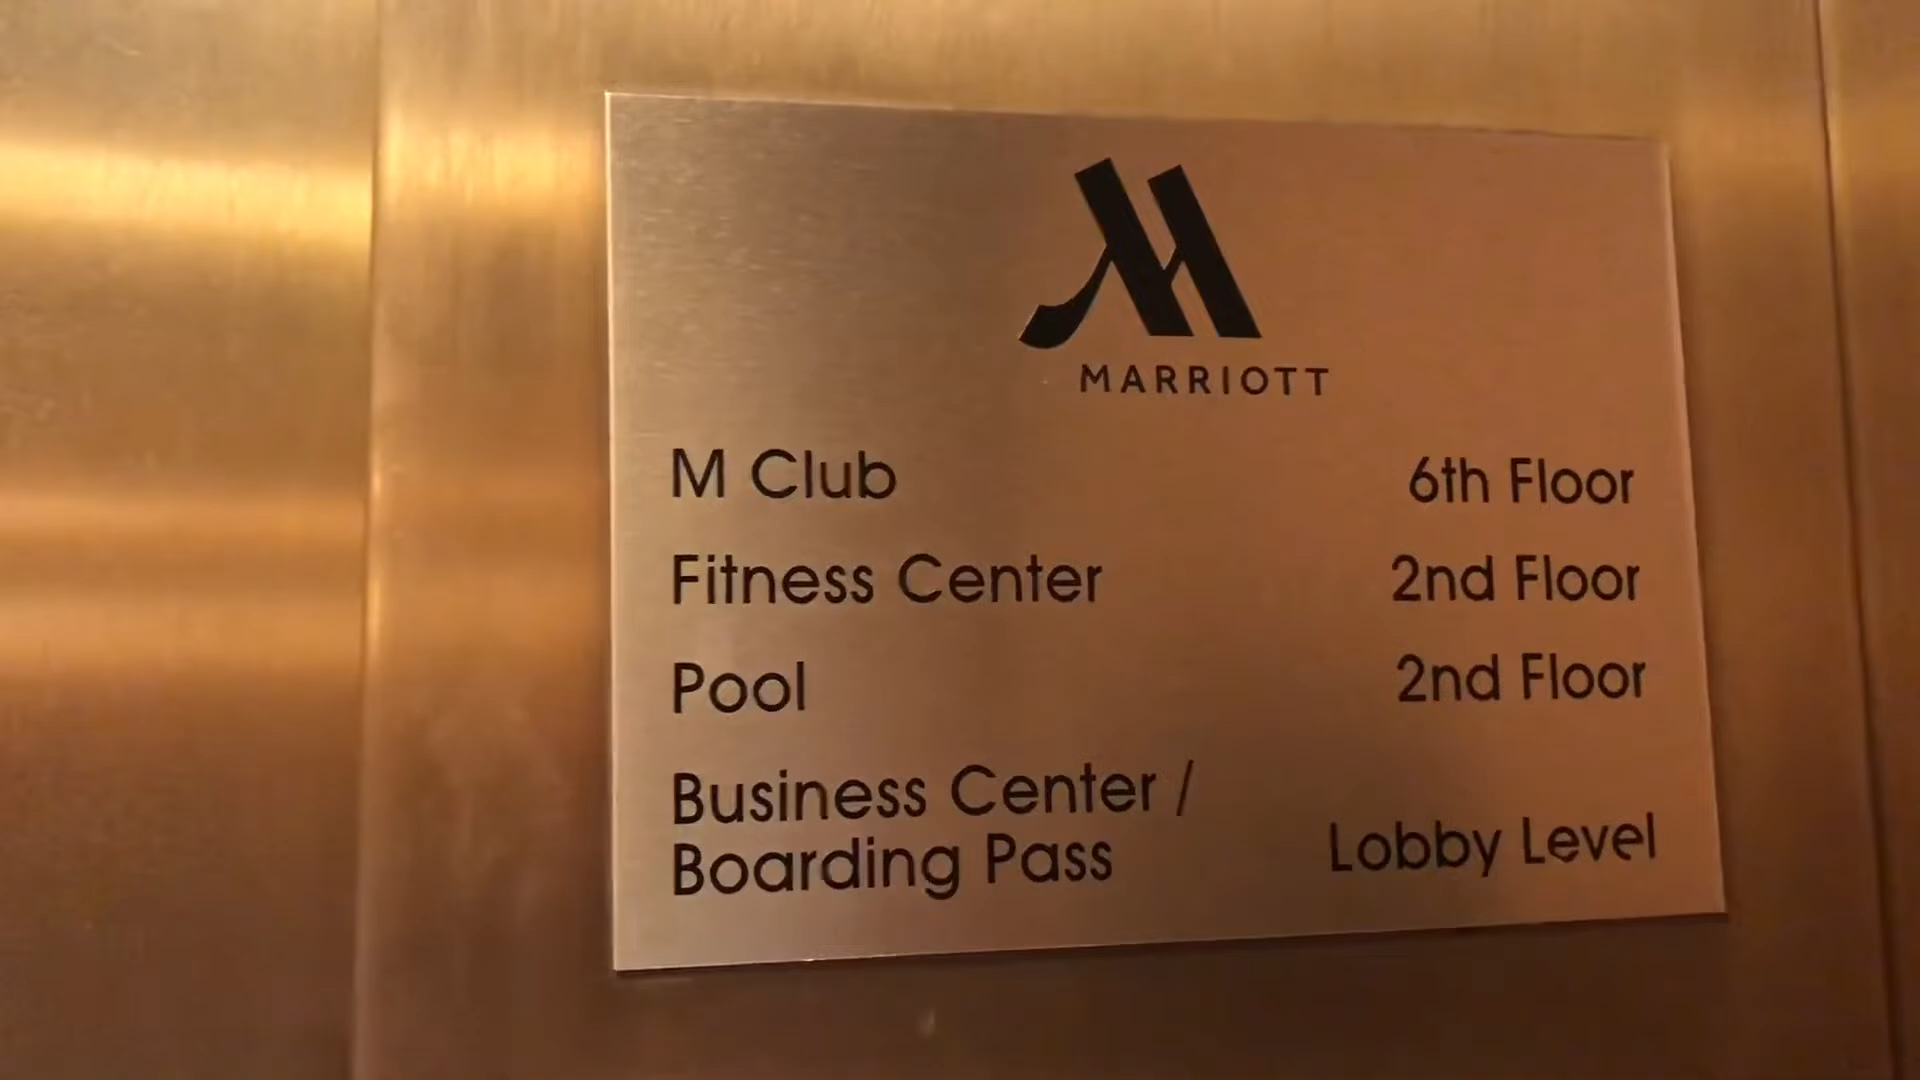 MARRIOTT
M Club 6th Floor
Fitness Center 2nd Floor
Pool 2nd Floor
Business Center /
Boarding Pass Lobby Level